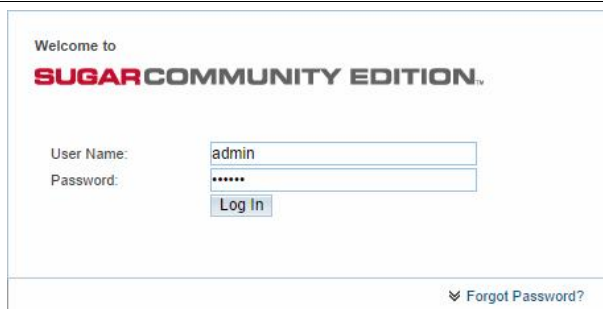 Welcome to
SUGARCOMMUNITY EDITION™
User Name: admin
Password: ••••••
Log In
Forgot Password?